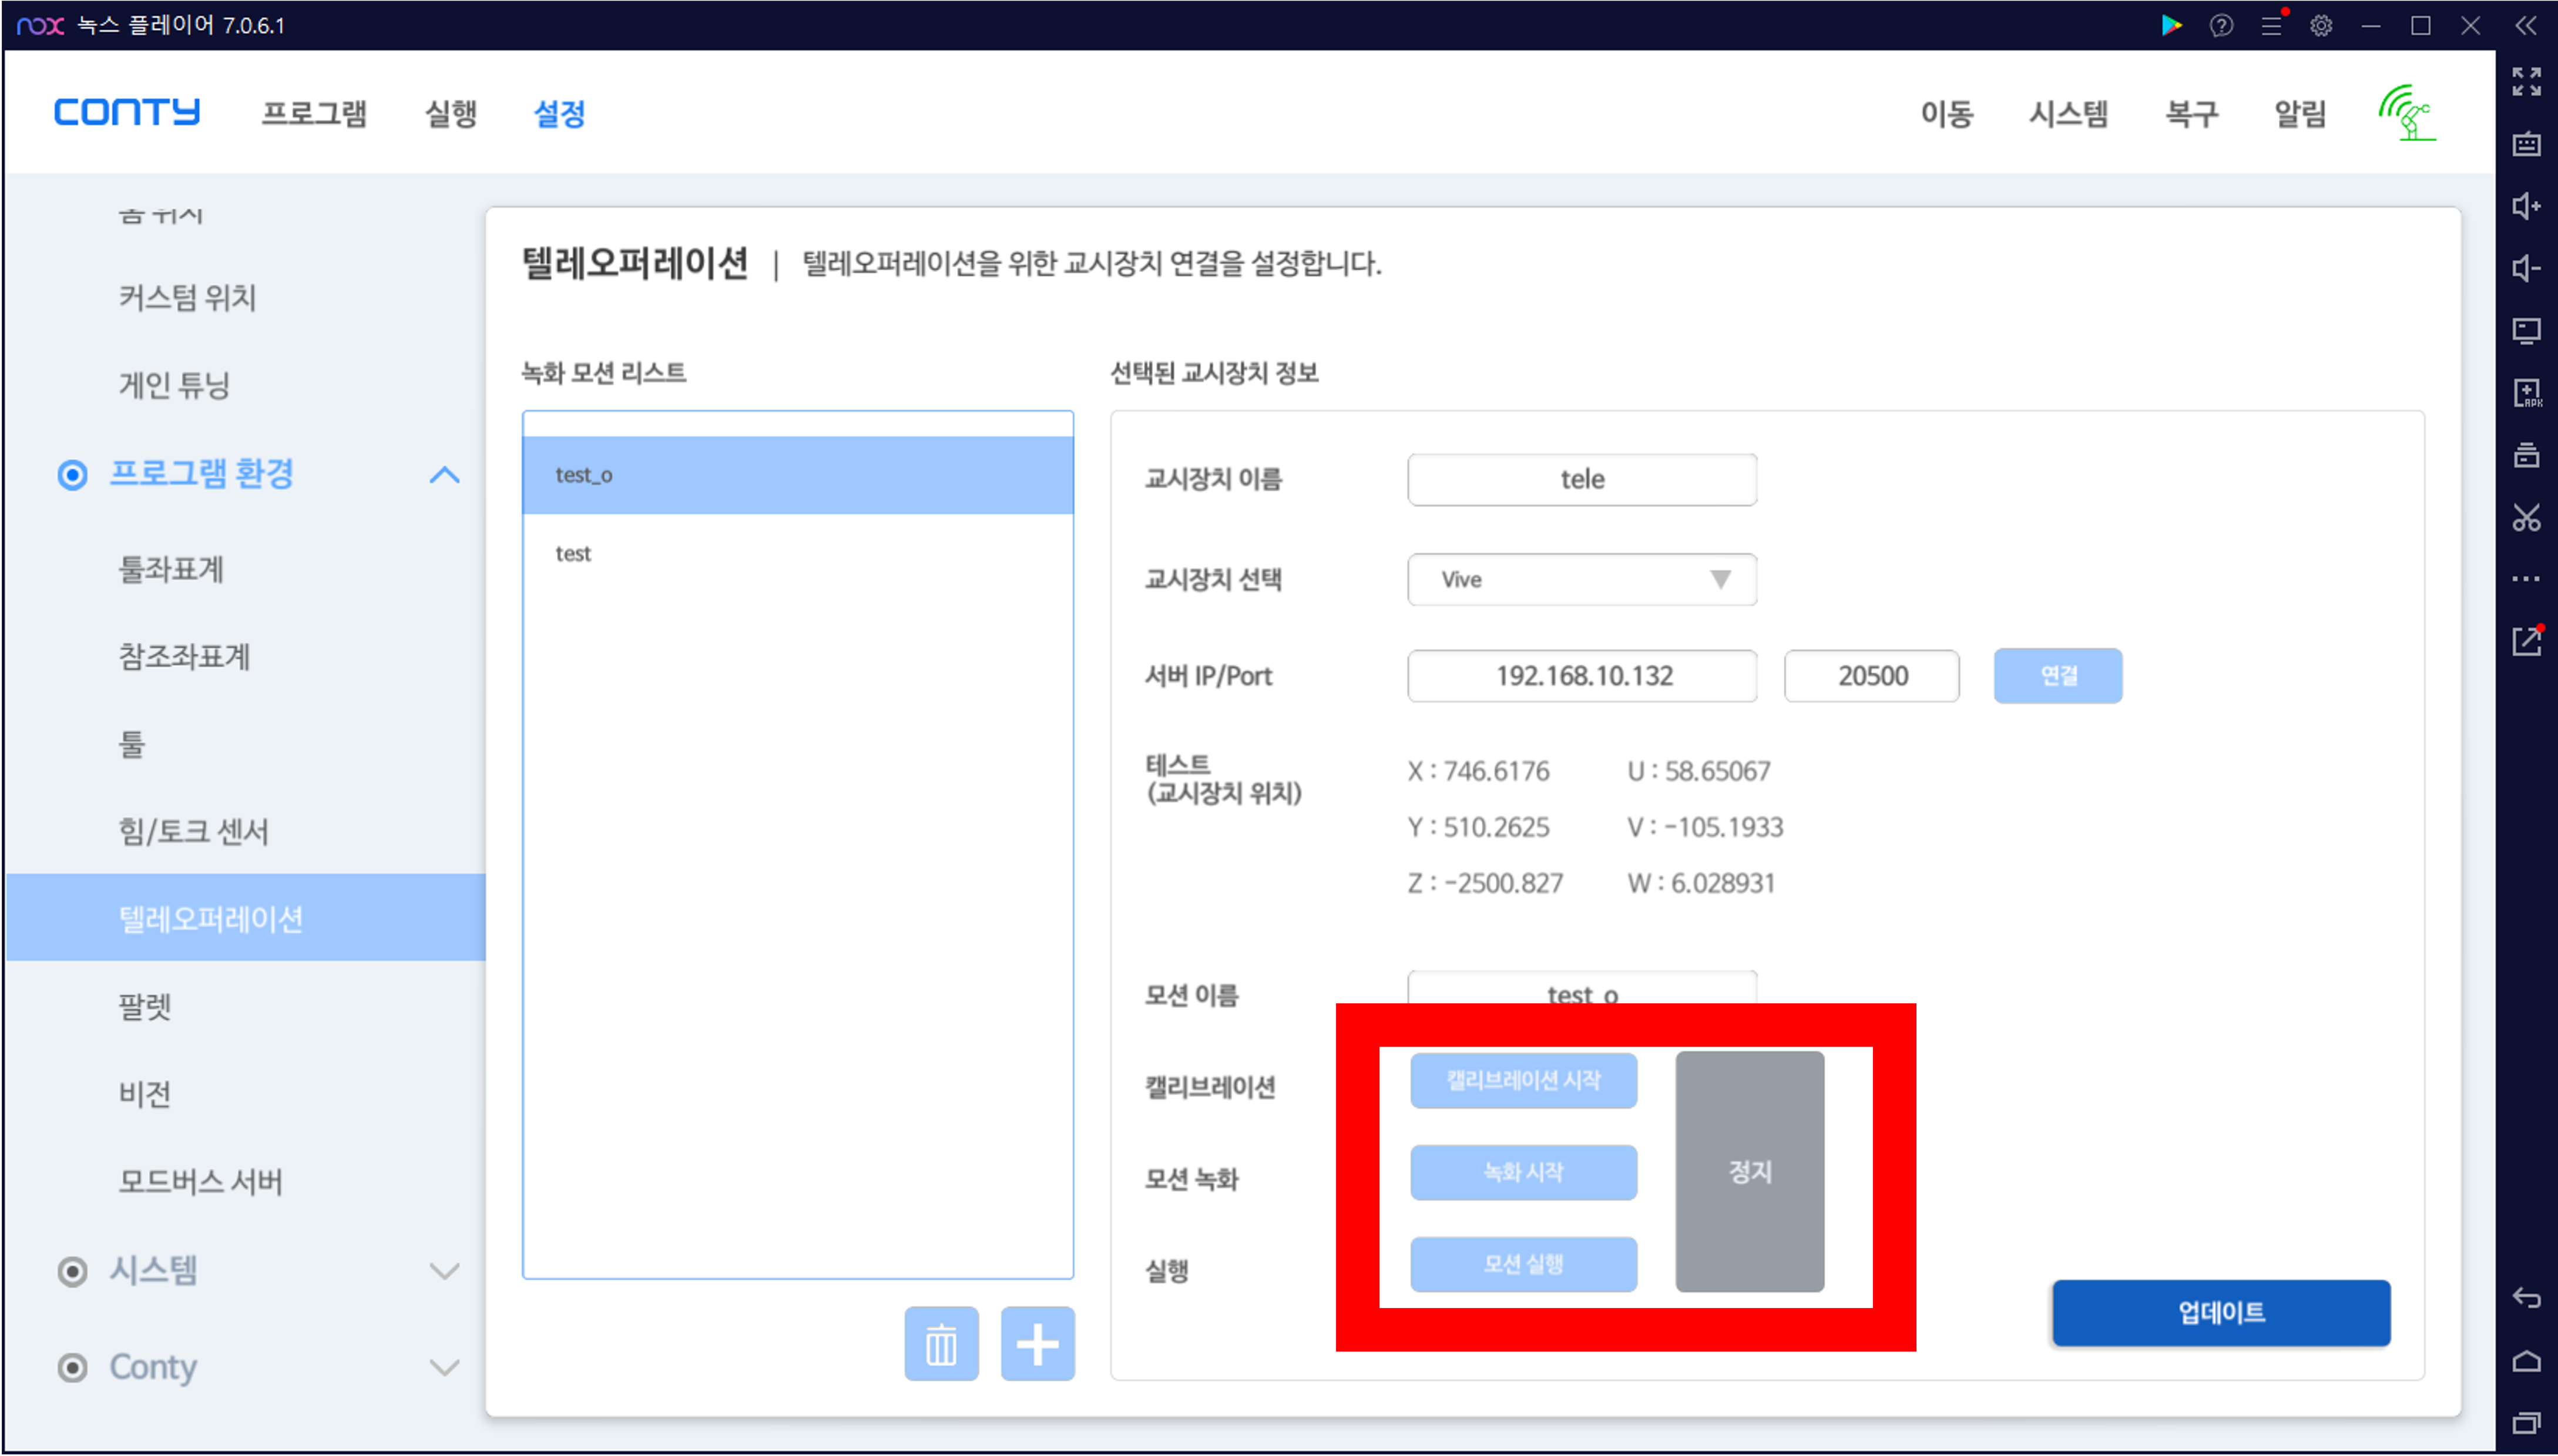 nox 녹스 플레이어 7.0.6.1
CONTY 프로그램 실행 설정 이동 시스템 복구 알림
홈 위치
커스텀 위치
게인 튜닝
프로그램 환경
툴좌표계
참조좌표계
툴
힘/토크 센서
텔레오퍼레이션
팔렛
비전
모드버스 서버
시스템
Conty
텔레오퍼레이션 | 텔레오퍼레이션을 위한 교시장치 연결을 설정합니다.
녹화 모션 리스트
test_o
test
선택된 교시장치 정보
교시장치 이름 tele
교시장치 선택 Vive
서버 IP/Port 192.168.10.132 20500 연결
테스트
(교시장치 위치)
X : 746.6176 U : 58.65067
Y : 510.2625 V : -105.1933
Z : -2500.827 W : 6.028931
모션 이름 test_o
캘리브레이션 캘리브레이션 시작
모션 녹화 녹화 시작 정지
실행 모션 실행
업데이트
APK